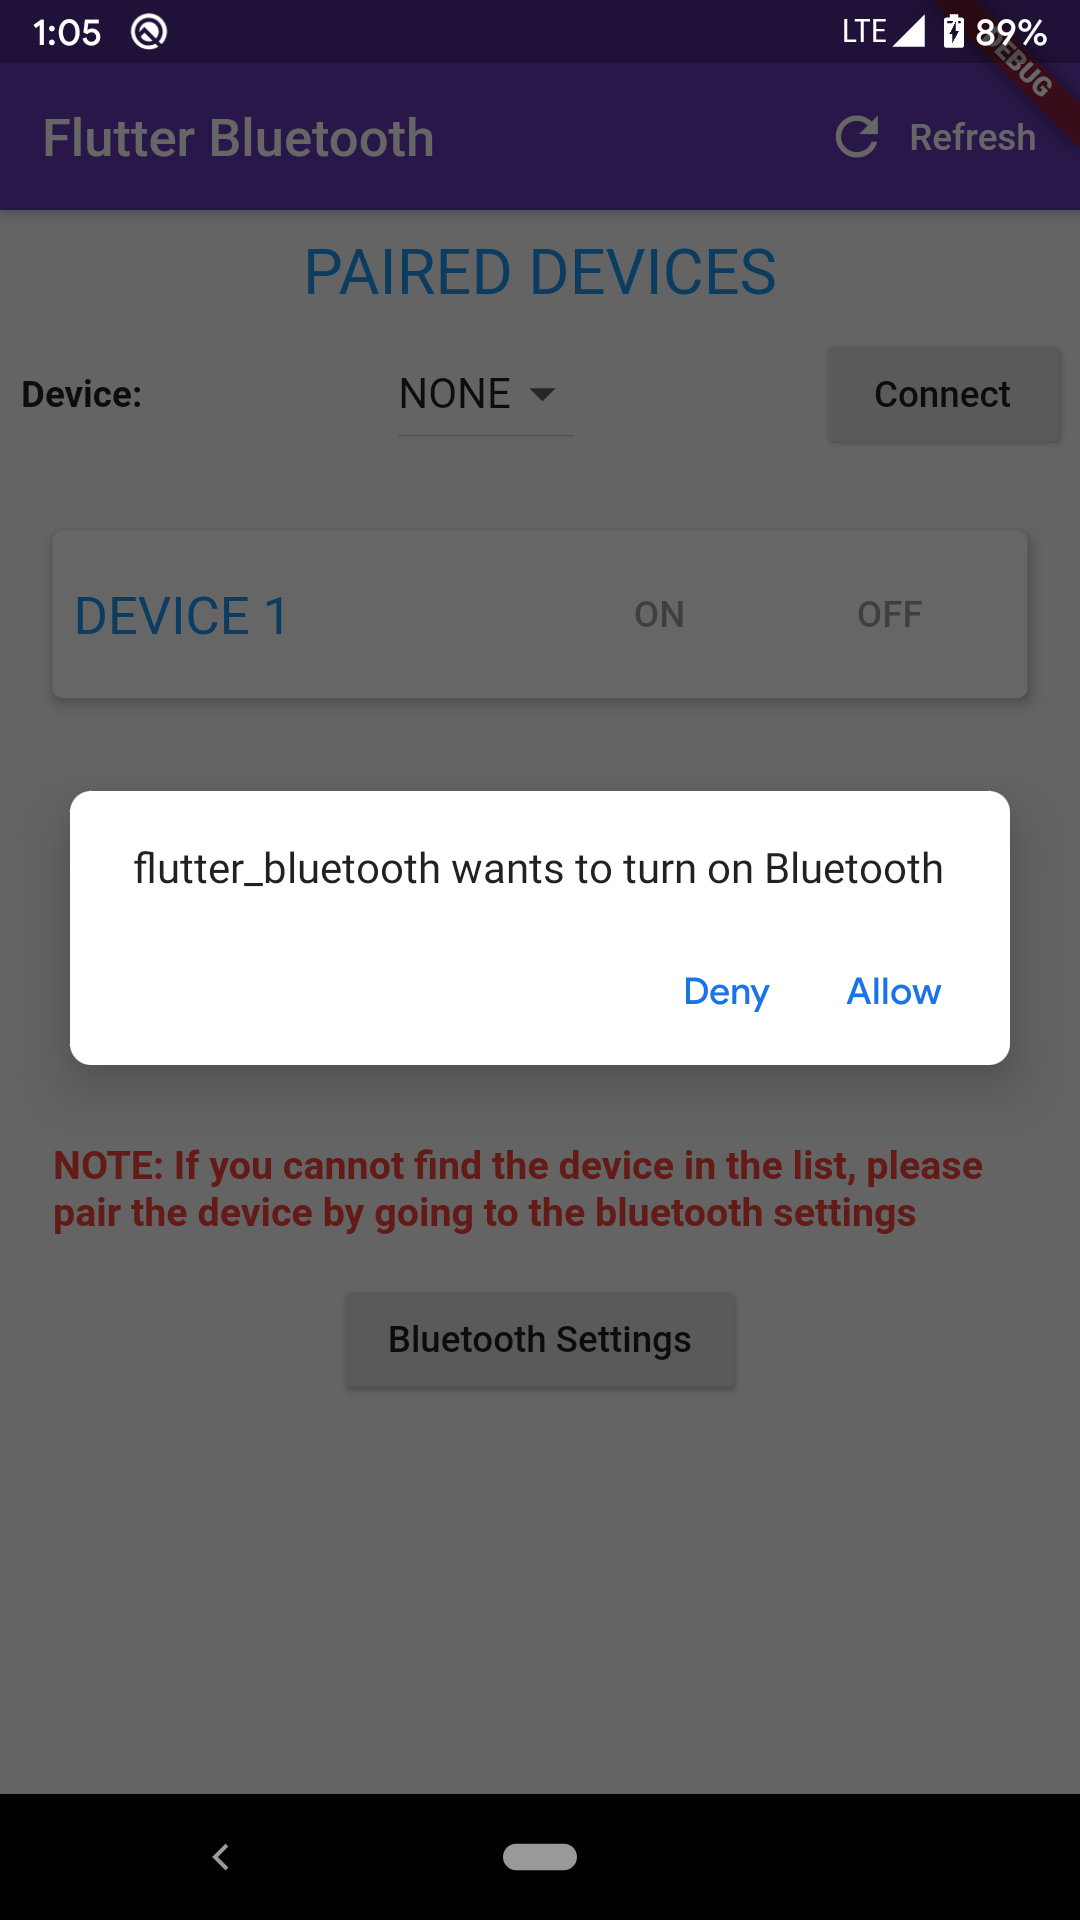 1:05 LTE 89%
DEBUG
Flutter Bluetooth Refresh
PAIRED DEVICES
Device: NONE Connect
DEVICE 1 ON OFF
flutter_bluetooth wants to turn on Bluetooth
Deny Allow
NOTE: If you cannot find the device in the list, please
pair the device by going to the bluetooth settings
Bluetooth Settings